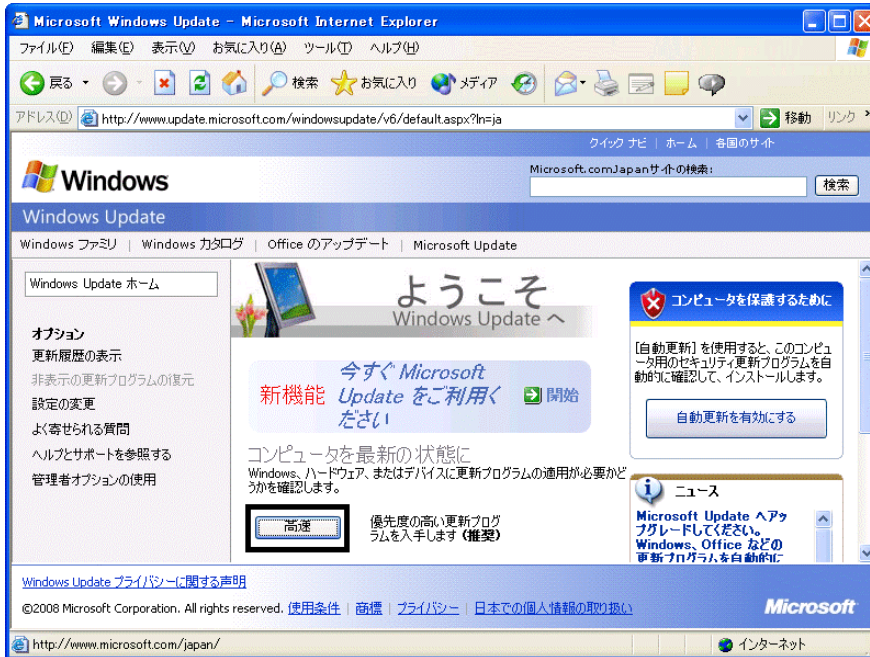 Microsoft Windows Update - Microsoft Internet Explorer
ファイル(F) 編集(E) 表示(V) お気に入り(A) ツール(T) ヘルプ(H)
戻る 検索 お気に入り メディア
アドレス(D) http://www.update.microsoft.com/windowsupdate/v6/default.aspx?ln=ja 移動 リンク
クイック ナビ | ホーム | 各国のサイト
Windows
Microsoft.comJapanサイトの検索:
検索
Windows Update
Windows ファミリ | Windows カタログ | Office のアップデート | Microsoft Update
Windows Update ホーム
オプション
更新履歴の表示
非表示の更新プログラムの復元
設定の変更
よく寄せられる質問
ヘルプとサポートを参照する
管理者オプションの使用
ようこそ
Windows Update へ
新機能
今すぐ Microsoft
Update をご利用く
ださい
開始
コンピュータを最新の状態に
Windows、ハードウェア、またはデバイスに更新プログラムの適用が必要かど
うかを確認します。
高速
優先度の高い更新プログ
ラムを入手します (推奨)
コンピュータを保護するために
[自動更新] を使用すると、このコンピュ
ータ用のセキュリティ更新プログラムを自
動的に確認して、インストールします。
自動更新を有効にする
ニュース
Microsoft Update へアッ
プグレードしてください。
Windows、Office などの
更新プログラムを自動的に
Windows Update プライバシーに関する声明
©2008 Microsoft Corporation. All rights reserved. 使用条件 | 商標 | プライバシー | 日本での個人情報の取り扱い
Microsoft
http://www.microsoft.com/japan/ インターネット